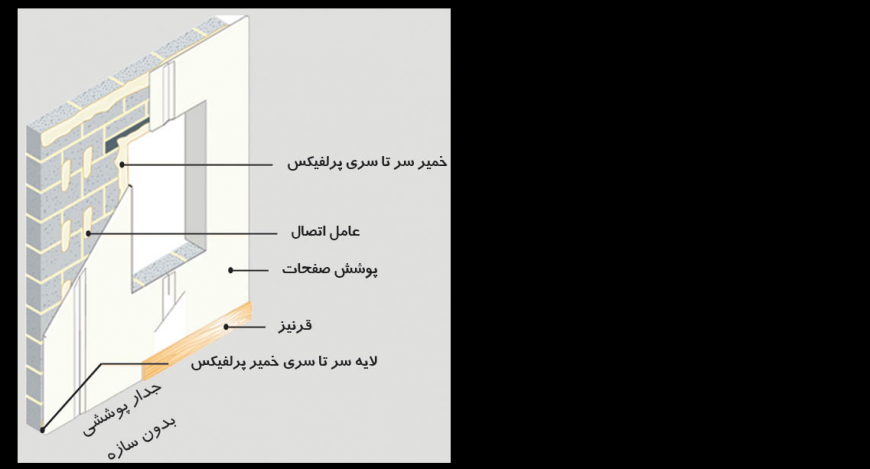 خمیر سر تا سری پرلفیکس
عامل اتصال
پوشش صفحات
قرنیز
لایه سر تا سری خمیر پرلفیکس
جدار پوششی
بدون سازه